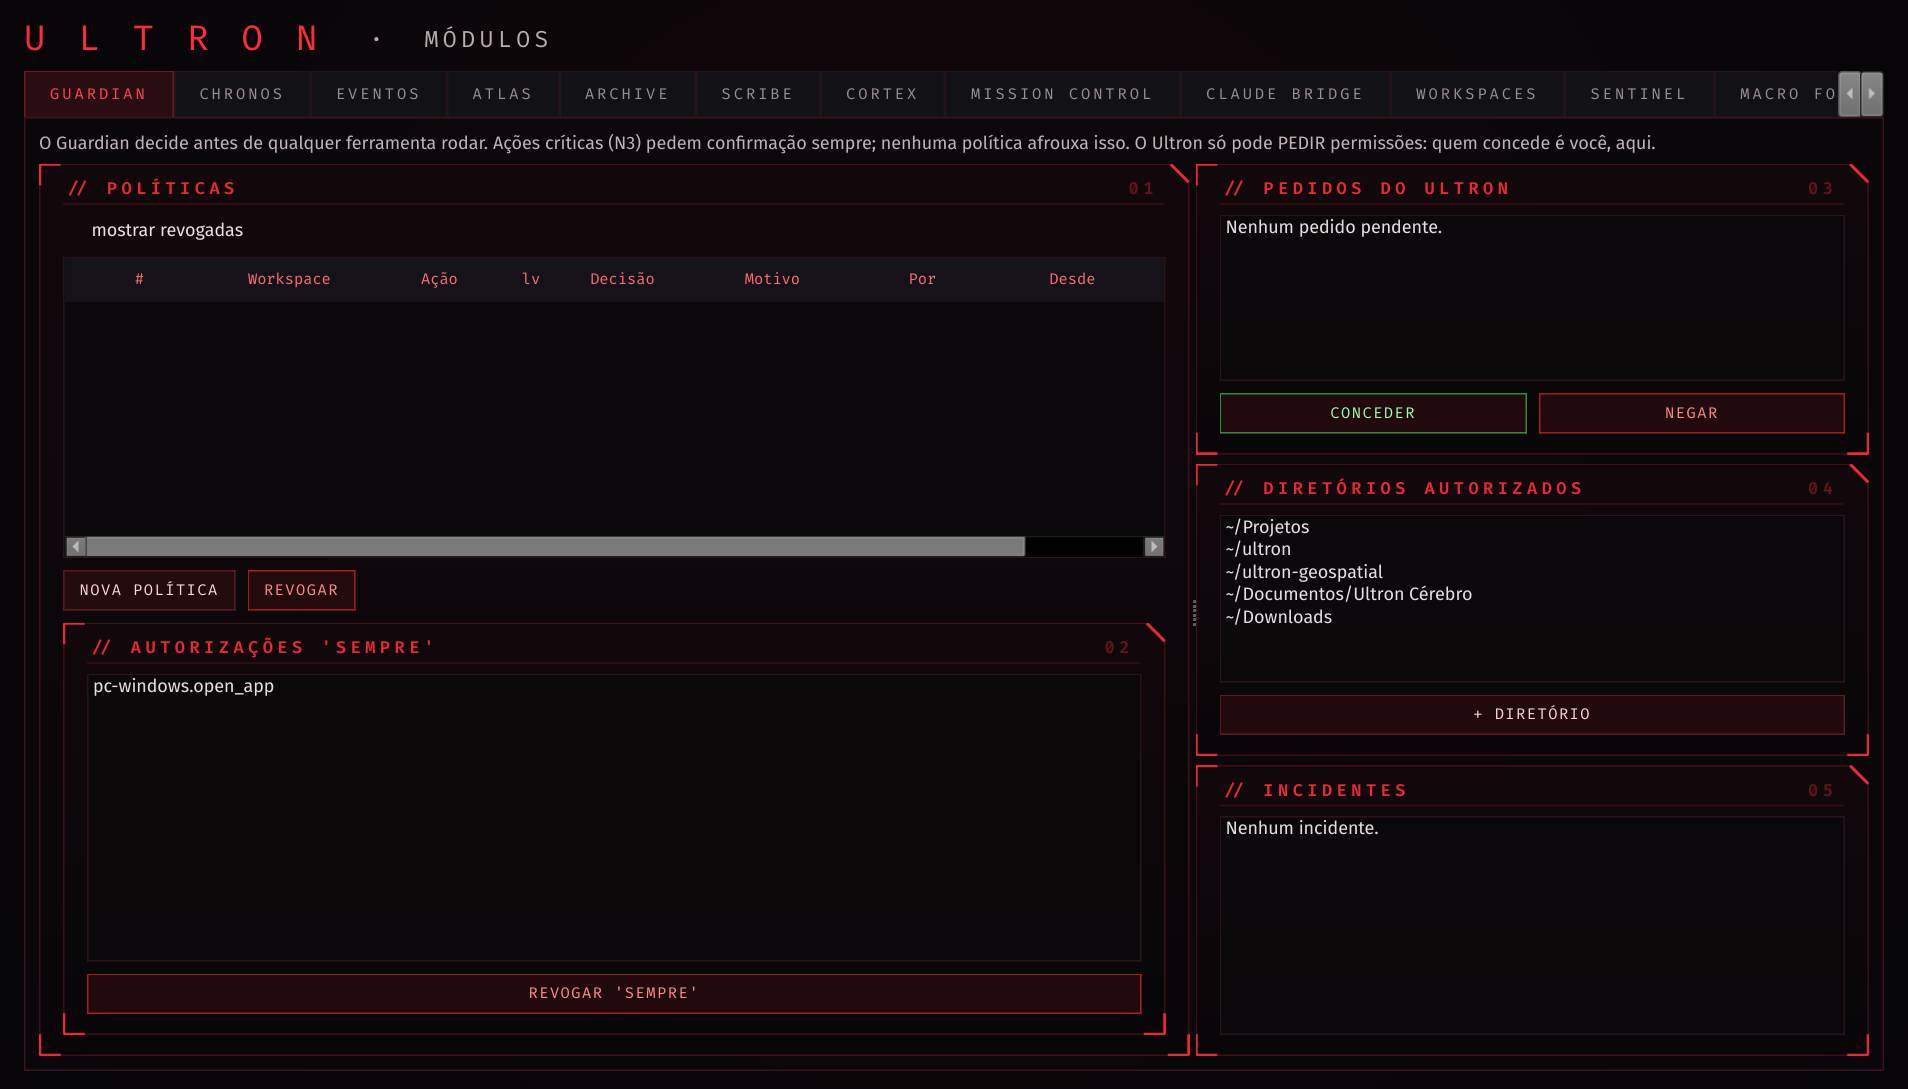 ULTRON · MÓDULOS
GUARDIAN CHRONOS EVENTOS ATLAS ARCHIVE SCRIBE CORTEX MISSION CONTROL CLAUDE BRIDGE WORKSPACES SENTINEL MACRO FO
O Guardian decide antes de qualquer ferramenta rodar. Ações críticas (N3) pedem confirmação sempre; nenhuma política afrouxa isso. O Ultron só pode PEDIR permissões: quem concede é você, aqui.
// POLÍTICAS 01
mostrar revogadas
# Workspace Ação lv Decisão Motivo Por Desde
NOVA POLÍTICA REVOGAR
// AUTORIZAÇÕES 'SEMPRE' 02
pc-windows.open_app
REVOGAR 'SEMPRE'
// PEDIDOS DO ULTRON 03
Nenhum pedido pendente.
CONCEDER NEGAR
// DIRETÓRIOS AUTORIZADOS 04
~/Projetos
~/ultron
~/ultron-geospatial
~/Documentos/Ultron Cérebro
~/Downloads
+ DIRETÓRIO
// INCIDENTES 05
Nenhum incidente.